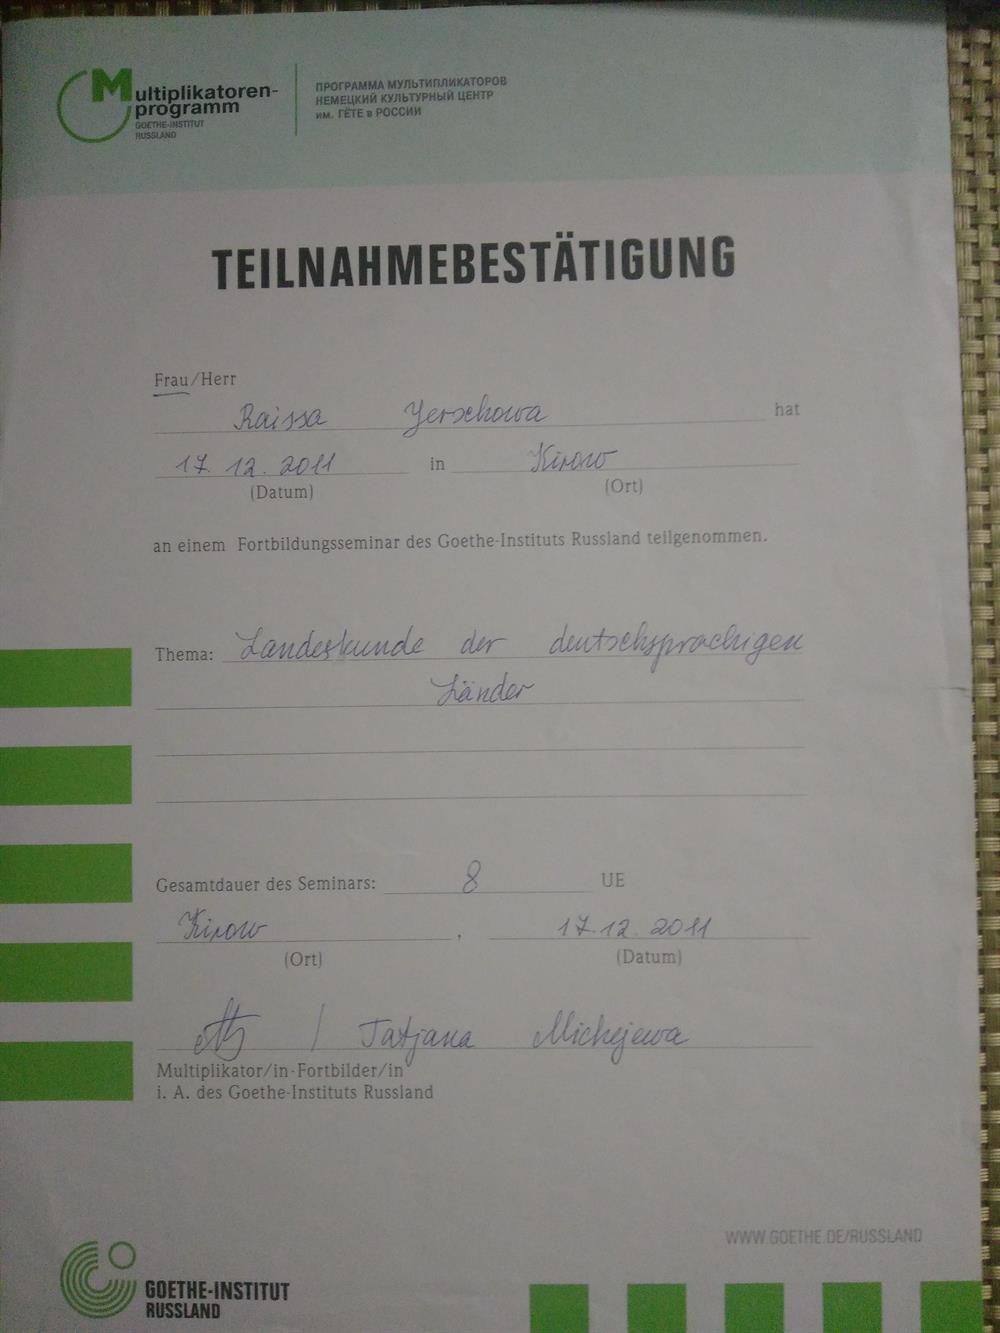 Multiplikatoren-
programm
GOETHE-INSTITUT
RUSSLAND
ПРОГРАММА МУЛЬТИПЛИКАТОРОВ
НЕМЕЦКИЙ КУЛЬТУРНЫЙ ЦЕНТР
им. ГЁТЕ в РОССИИ
TEILNAHMEBESTÄTIGUNG
Frau/Herr
Raissa Jerschowa hat
17.12.2011 in Kirow
(Datum) (Ort)
an einem Fortbildungsseminar des Goethe-Instituts Russland teilgenommen.
Thema: Landeskunde der deutschsprachigen
Länder
Gesamtdauer des Seminars: 8 UE
Kirow, 17.12.2011
(Ort) (Datum)
/ Tatjana Michejewa
Multiplikator/in-Fortbilder/in
i. A. des Goethe-Instituts Russland
WWW.GOETHE.DE/RUSSLAND
GOETHE-INSTITUT
RUSSLAND